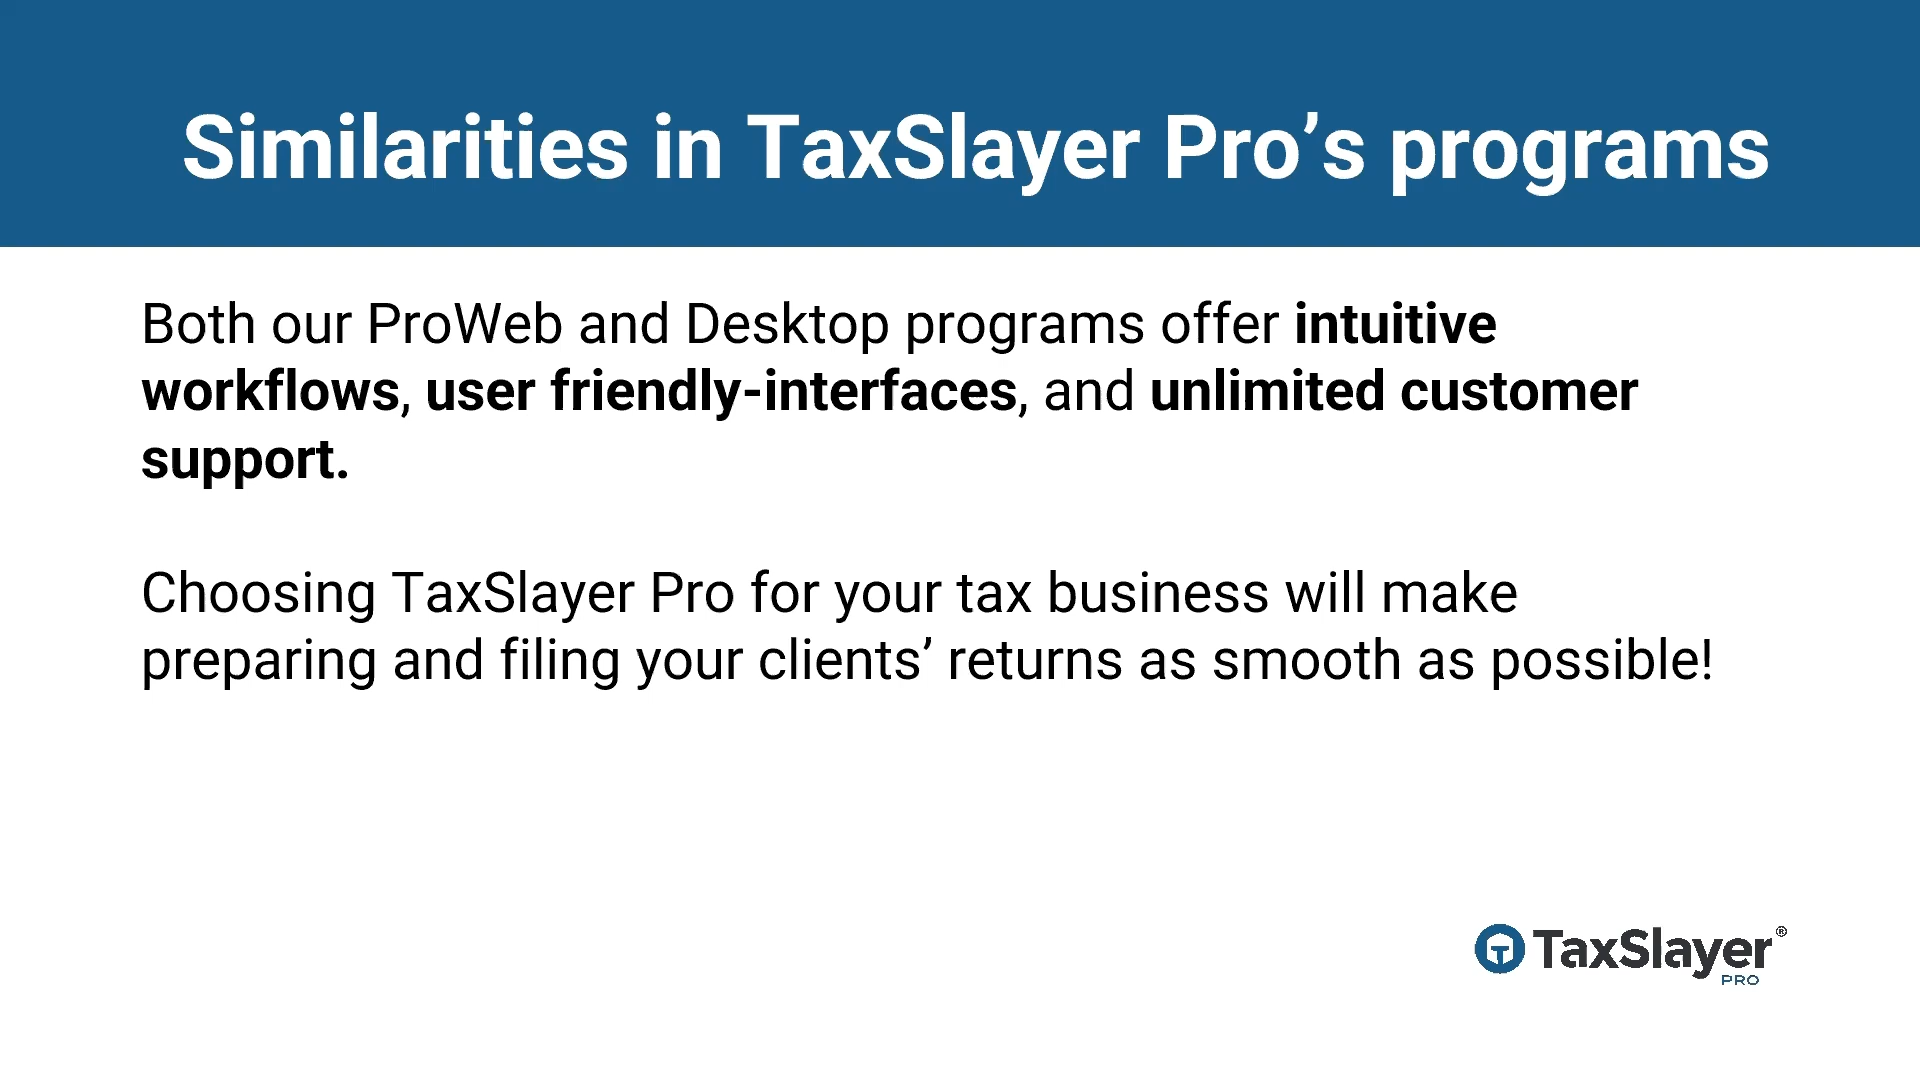 Similarities in TaxSlayer Pro’s programs
Both our ProWeb and Desktop programs offer intuitive
workflows, user friendly-interfaces, and unlimited customer
support.
Choosing TaxSlayer Pro for your tax business will make
preparing and filing your clients’ returns as smooth as possible!
TaxSlayer®
PRO